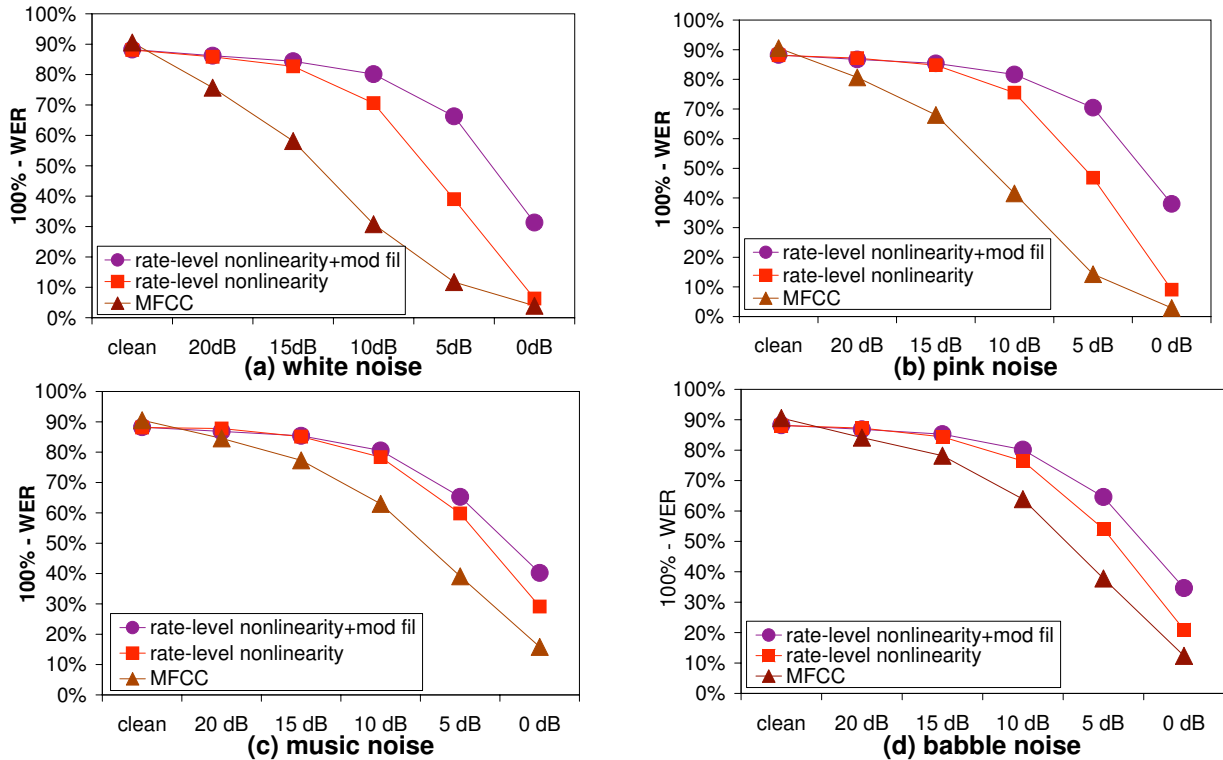 100%
90%
80%
70%
60%
50%
40%
30%
20%
10%
0%
100% - WER
rate-level nonlinearity+mod fil
rate-level nonlinearity
MFCC
clean 20dB 15dB 10dB 5dB 0dB
(a) white noise
100%
90%
80%
70%
60%
50%
40%
30%
20%
10%
0%
100% - WER
rate-level nonlinearity+mod fil
rate-level nonlinearity
MFCC
clean 20 dB 15 dB 10 dB 5 dB 0 dB
(b) pink noise
100%
90%
80%
70%
60%
50%
40%
30%
20%
10%
0%
100% - WER
rate-level nonlinearity+mod fil
rate-level nonlinearity
MFCC
clean 20 dB 15 dB 10 dB 5 dB 0 dB
(c) music noise
100%
90%
80%
70%
60%
50%
40%
30%
20%
10%
0%
100% - WER
rate-level nonlinearity+mod fil
rate-level nonlinearity
MFCC
clean 20 dB 15 dB 10 dB 5 dB 0 dB
(d) babble noise